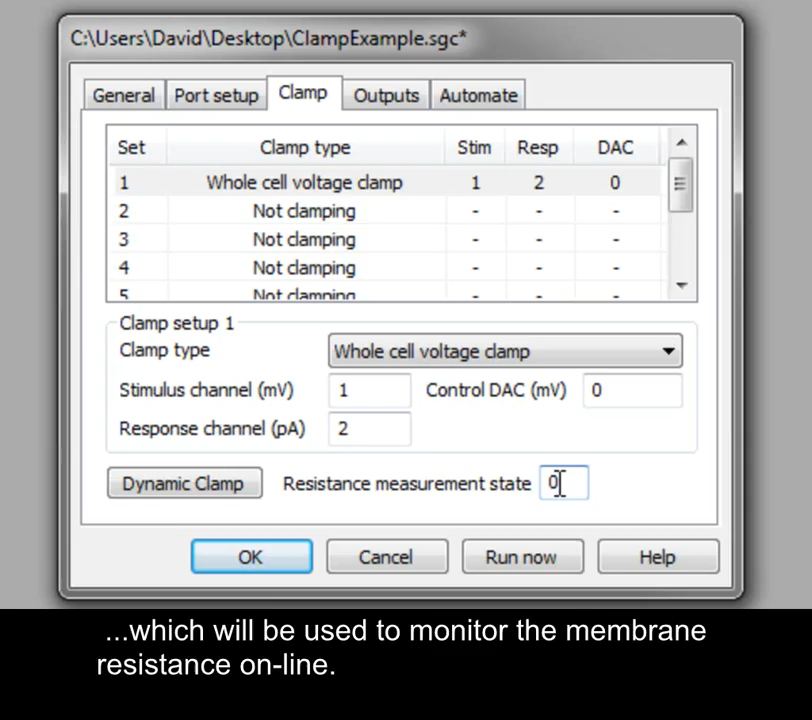 C:\Users\David\Desktop\ClampExample.sgc*
General Port setup Clamp Outputs Automate
Set Clamp type Stim Resp DAC
1 Whole cell voltage clamp 1 2 0
2 Not clamping - - -
3 Not clamping - - -
4 Not clamping - - -
5 Not clamping - - -
Clamp setup 1
Clamp type Whole cell voltage clamp
Stimulus channel (mV) 1 Control DAC (mV) 0
Response channel (pA) 2
Dynamic Clamp Resistance measurement state 0
OK Cancel Run now Help
...which will be used to monitor the membrane
resistance on-line.